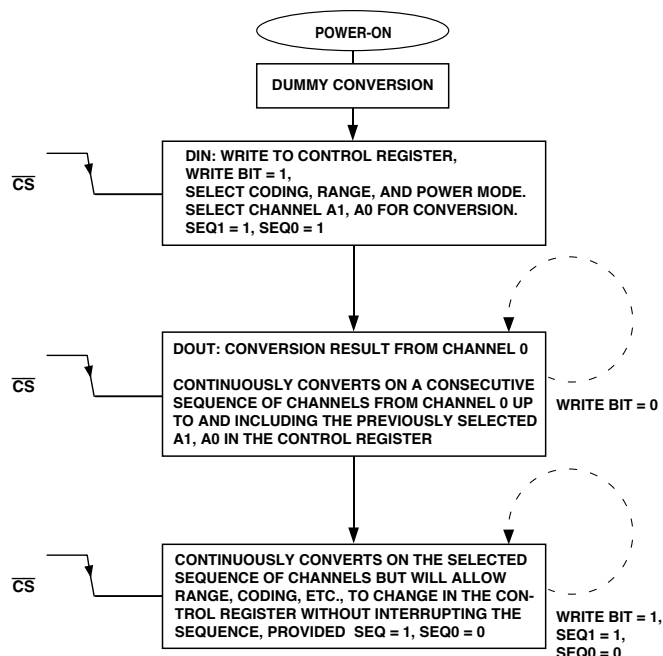 POWER-ON
DUMMY CONVERSION
CS
DIN: WRITE TO CONTROL REGISTER,
WRITE BIT = 1,
SELECT CODING, RANGE, AND POWER MODE.
SELECT CHANNEL A1, A0 FOR CONVERSION.
SEQ1 = 1, SEQ0 = 1
CS
DOUT: CONVERSION RESULT FROM CHANNEL 0
CONTINUOUSLY CONVERTS ON A CONSECUTIVE
SEQUENCE OF CHANNELS FROM CHANNEL 0 UP
TO AND INCLUDING THE PREVIOUSLY SELECTED
A1, A0 IN THE CONTROL REGISTER
WRITE BIT = 0
CS
CONTINUOUSLY CONVERTS ON THE SELECTED
SEQUENCE OF CHANNELS BUT WILL ALLOW
RANGE, CODING, ETC., TO CHANGE IN THE CON-
TROL REGISTER WITHOUT INTERRUPTING THE
SEQUENCE, PROVIDED SEQ = 1, SEQ0 = 0
WRITE BIT = 1,
SEQ1 = 1,
SEQ0 = 0